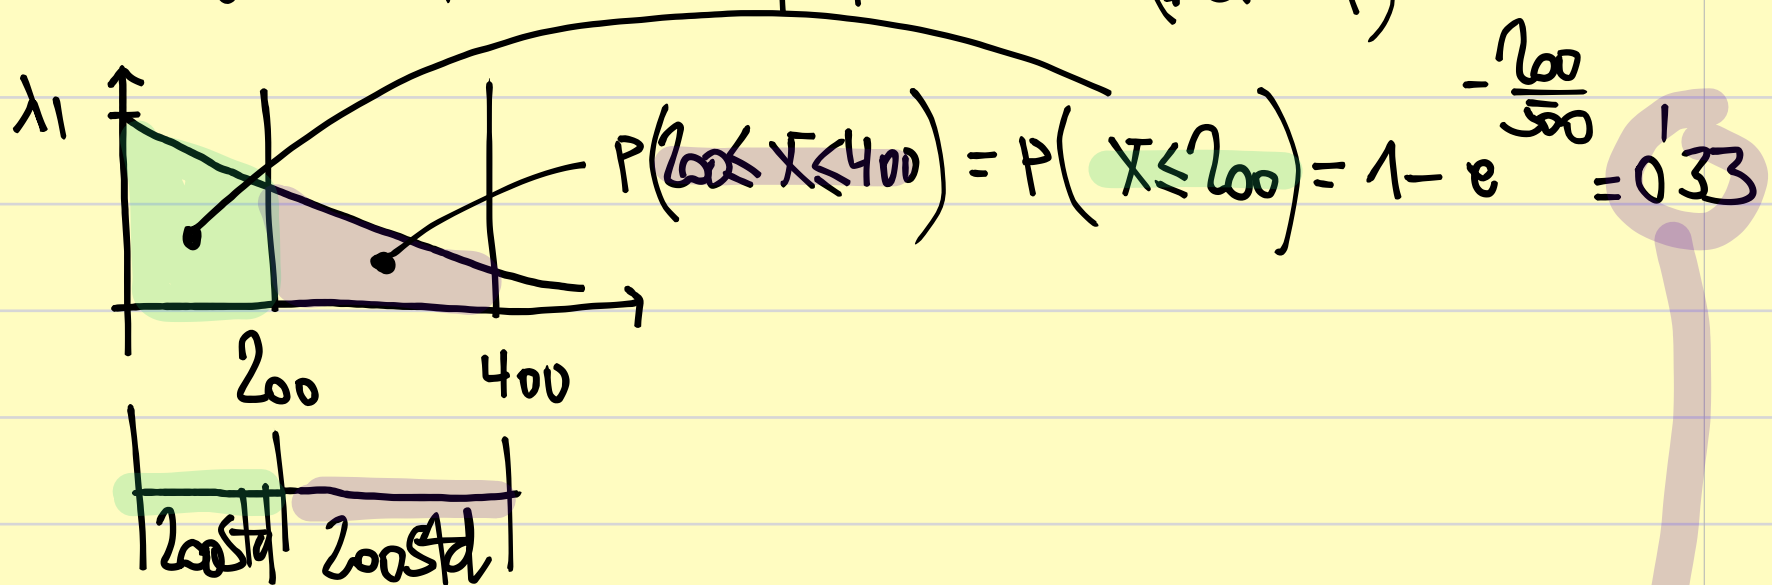 λ1
P(200≤X≤400) = P(X≤200) = 1 - e^(-200/500) = 0'33
200 400
200Std 200Std